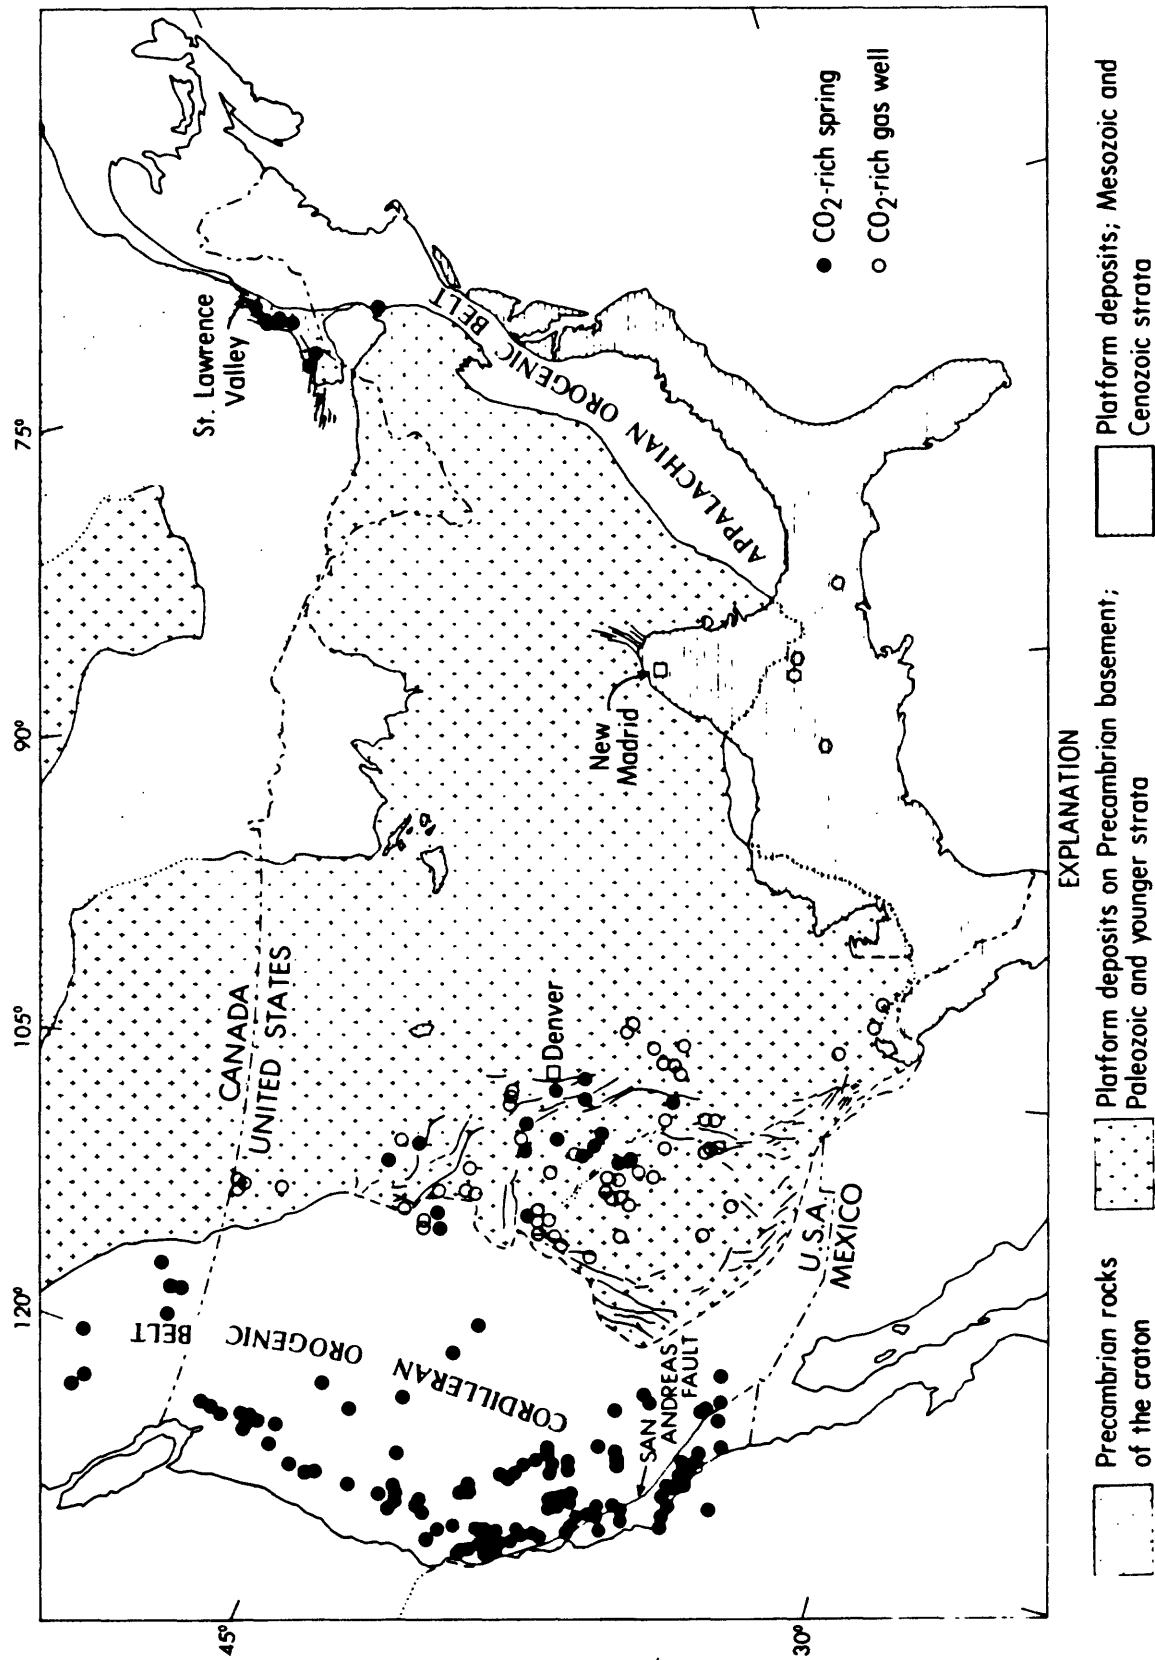 120°
105°
90°
75°
45°
30°
CANADA
UNITED STATES
St. Lawrence
Valley
CORDILLERAN OROGENIC BELT
APPALACHIAN OROGENIC BELT
Denver
New
Madrid
SAN
ANDREAS
FAULT
U.S.A.
MEXICO
● CO2-rich spring
○ CO2-rich gas well
EXPLANATION
Precambrian rocks
of the craton
Platform deposits on Precambrian basement;
Paleozoic and younger strata
Platform deposits; Mesozoic and
Cenozoic strata